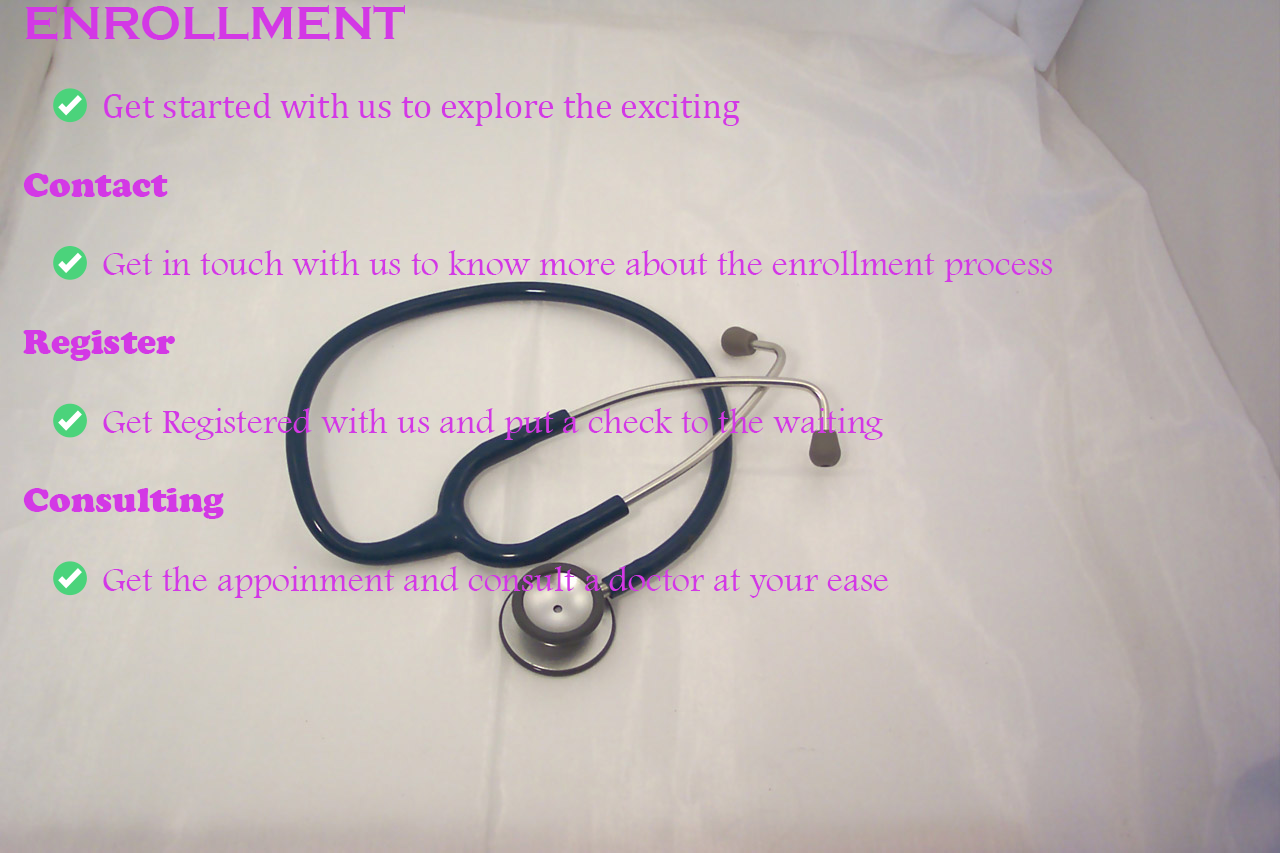 ENROLLMENT
Get started with us to explore the exciting
Contact
Get in touch with us to know more about the enrollment process
Register
Get Registered with us and put a check to the waiting
Consulting
Get the appoinment and consult a doctor at your ease